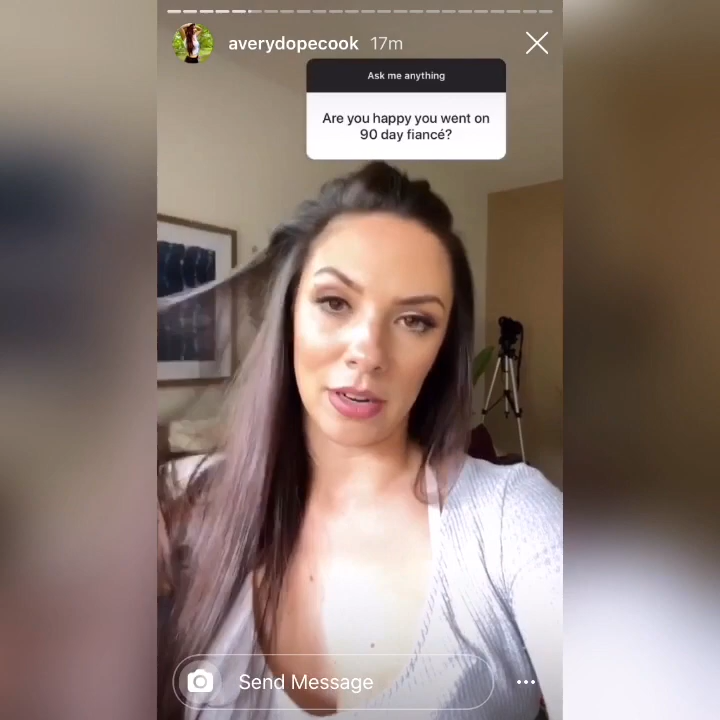 averydopecook 17m
Ask me anything
Are you happy you went on
90 day fiancé?
Send Message